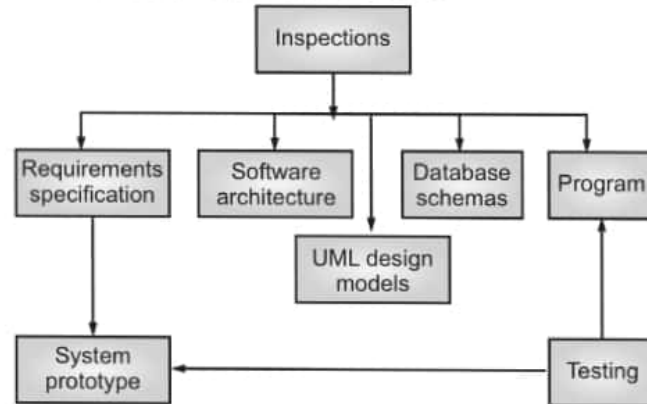 Inspections
Requirements
specification
Software
architecture
Database
schemas
Program
UML design
models
System
prototype
Testing